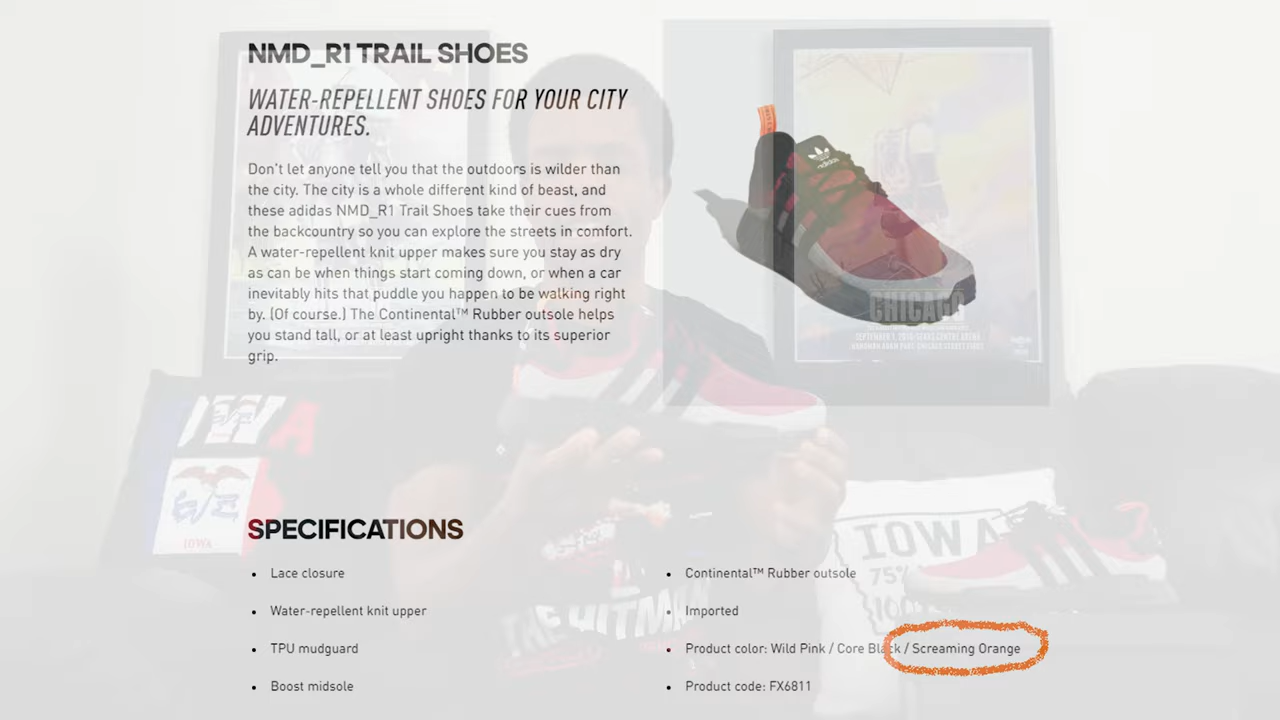 NMD_R1 TRAIL SHOES
WATER-REPELLENT SHOES FOR YOUR CITY
ADVENTURES.
Don't let anyone tell you that the outdoors is wilder than
the city. The city is a whole different kind of beast, and
these adidas NMD_R1 Trail Shoes take their cues from
the backcountry so you can explore the streets in comfort.
A water-repellent knit upper makes sure you stay as dry
as can be when things start coming down, or when a car
inevitably hits that puddle you happen to be walking right
by. (Of course.) The Continental™ Rubber outsole helps
you stand tall, or at least upright thanks to its superior
grip.
adidas
CHICAGO
IOWA
IOWA
75%
SPECIFICATIONS
• Lace closure
• Water-repellent knit upper
• TPU mudguard
• Boost midsole
• Continental™ Rubber outsole
• Imported
• Product color: Wild Pink / Core Black / Screaming Orange
• Product code: FX6811